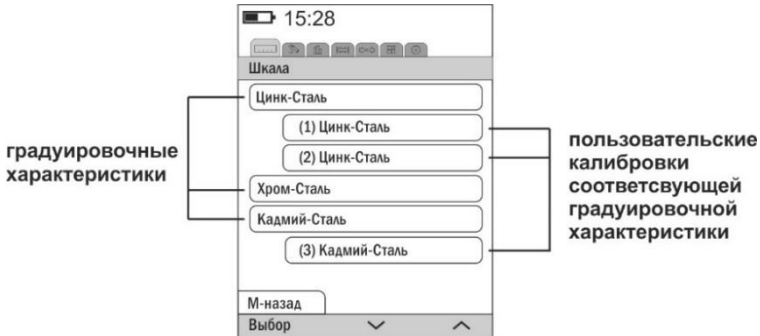 15:28
Шкала
Цинк-Сталь
(1) Цинк-Сталь
(2) Цинк-Сталь
Хром-Сталь
Кадмий-Сталь
(3) Кадмий-Сталь
М-назад
Выбор
градуировочные
характеристики
пользовательские
калибровки
соответсвующей
градуировочной
характеристики